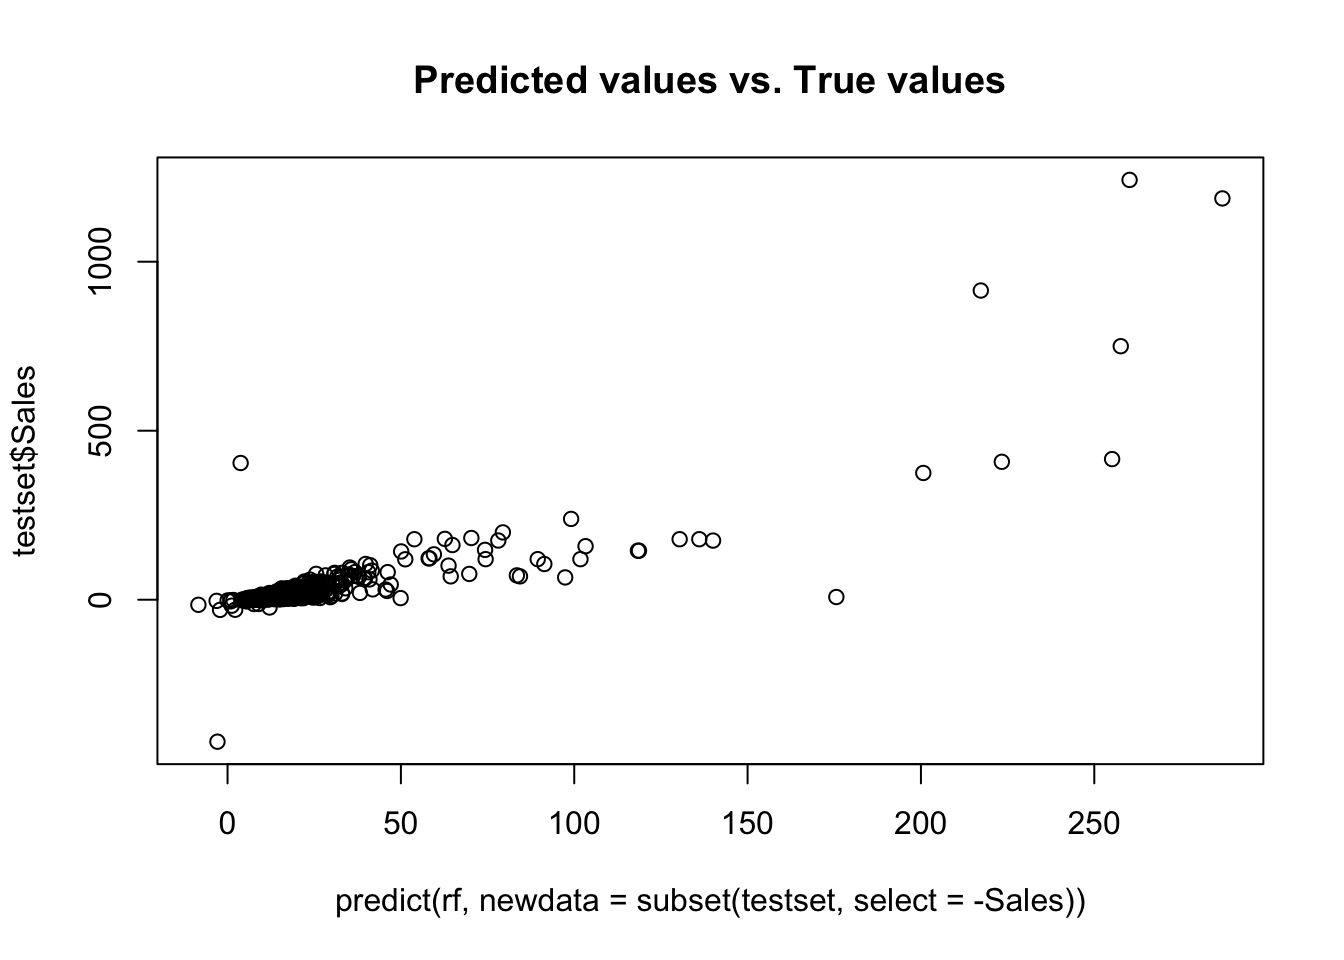 Predicted values vs. True values
testset$Sales
1000
500
0
0 50 100 150 200 250
predict(rf, newdata = subset(testset, select = -Sales))